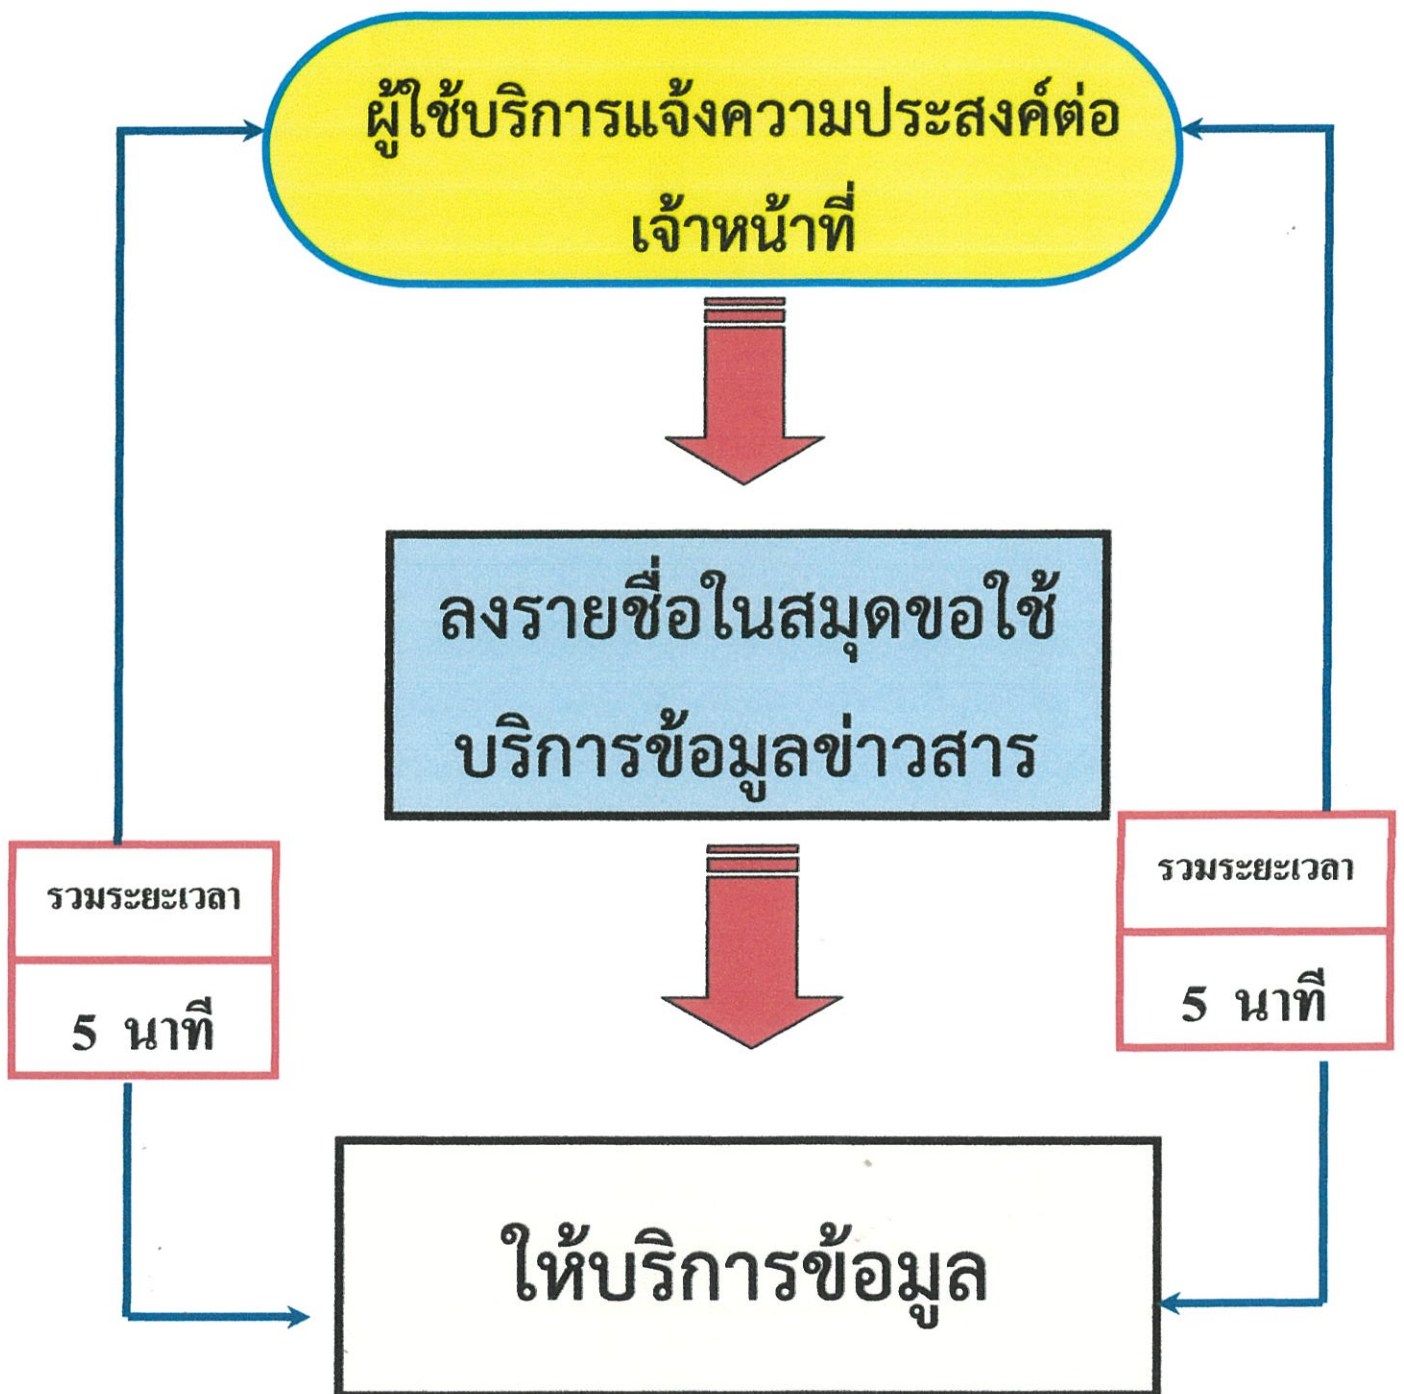 ผู้ใช้บริการแจ้งความประสงค์ต่อ
เจ้าหน้าที่
ลงรายชื่อในสมุดขอใช้
บริการข้อมูลข่าวสาร
รวมระยะเวลา
5 นาที
รวมระยะเวลา
5 นาที
ให้บริการข้อมูล